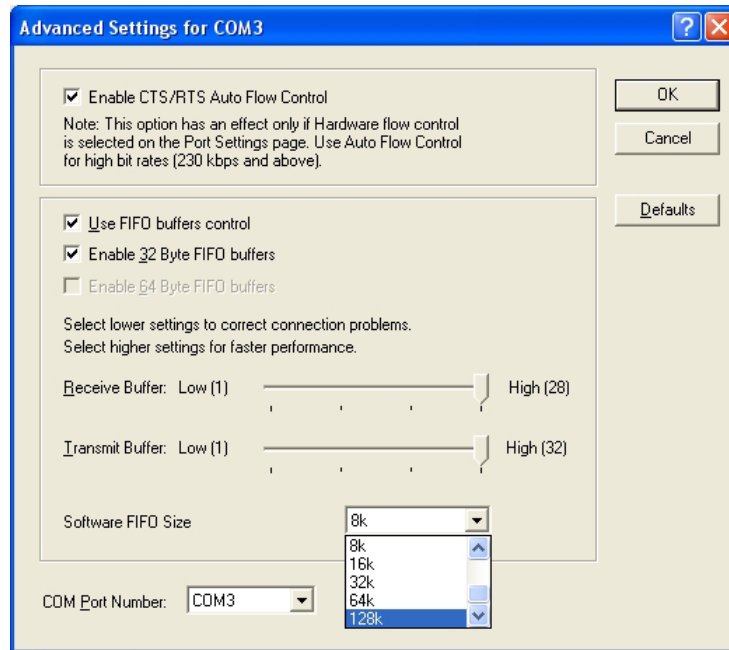 Advanced Settings for COM3
Enable CTS/RTS Auto Flow Control
Note: This option has an effect only if Hardware flow control
is selected on the Port Settings page. Use Auto Flow Control
for high bit rates (230 kbps and above).
OK
Cancel
Defaults
Use FIFO buffers control
Enable 32 Byte FIFO buffers
Enable 64 Byte FIFO buffers
Select lower settings to correct connection problems.
Select higher settings for faster performance.
Receive Buffer: Low (1) High (28)
Transmit Buffer: Low (1) High (32)
Software FIFO Size 8k
8k
16k
32k
64k
128k
COM Port Number: COM3